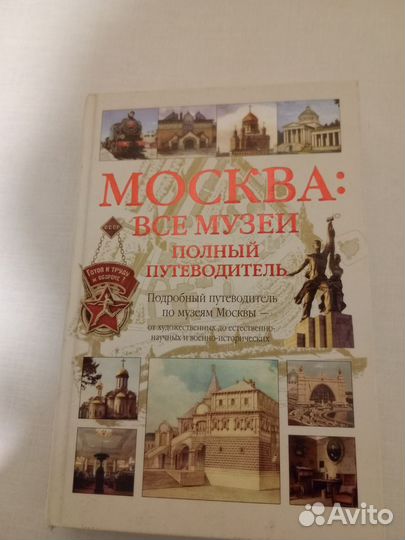 МОСКВА:
ВСЕ МУЗЕИ
ПОЛНЫЙ
ПУТЕВОДИТЕЛЬ
СССР
ГОТОВ К ТРУДУ
И ОБОРОНЕ
Подробный путеводитель
по музеям Москвы —
от художественных до естественно-
научных и военно-исторических
Avito